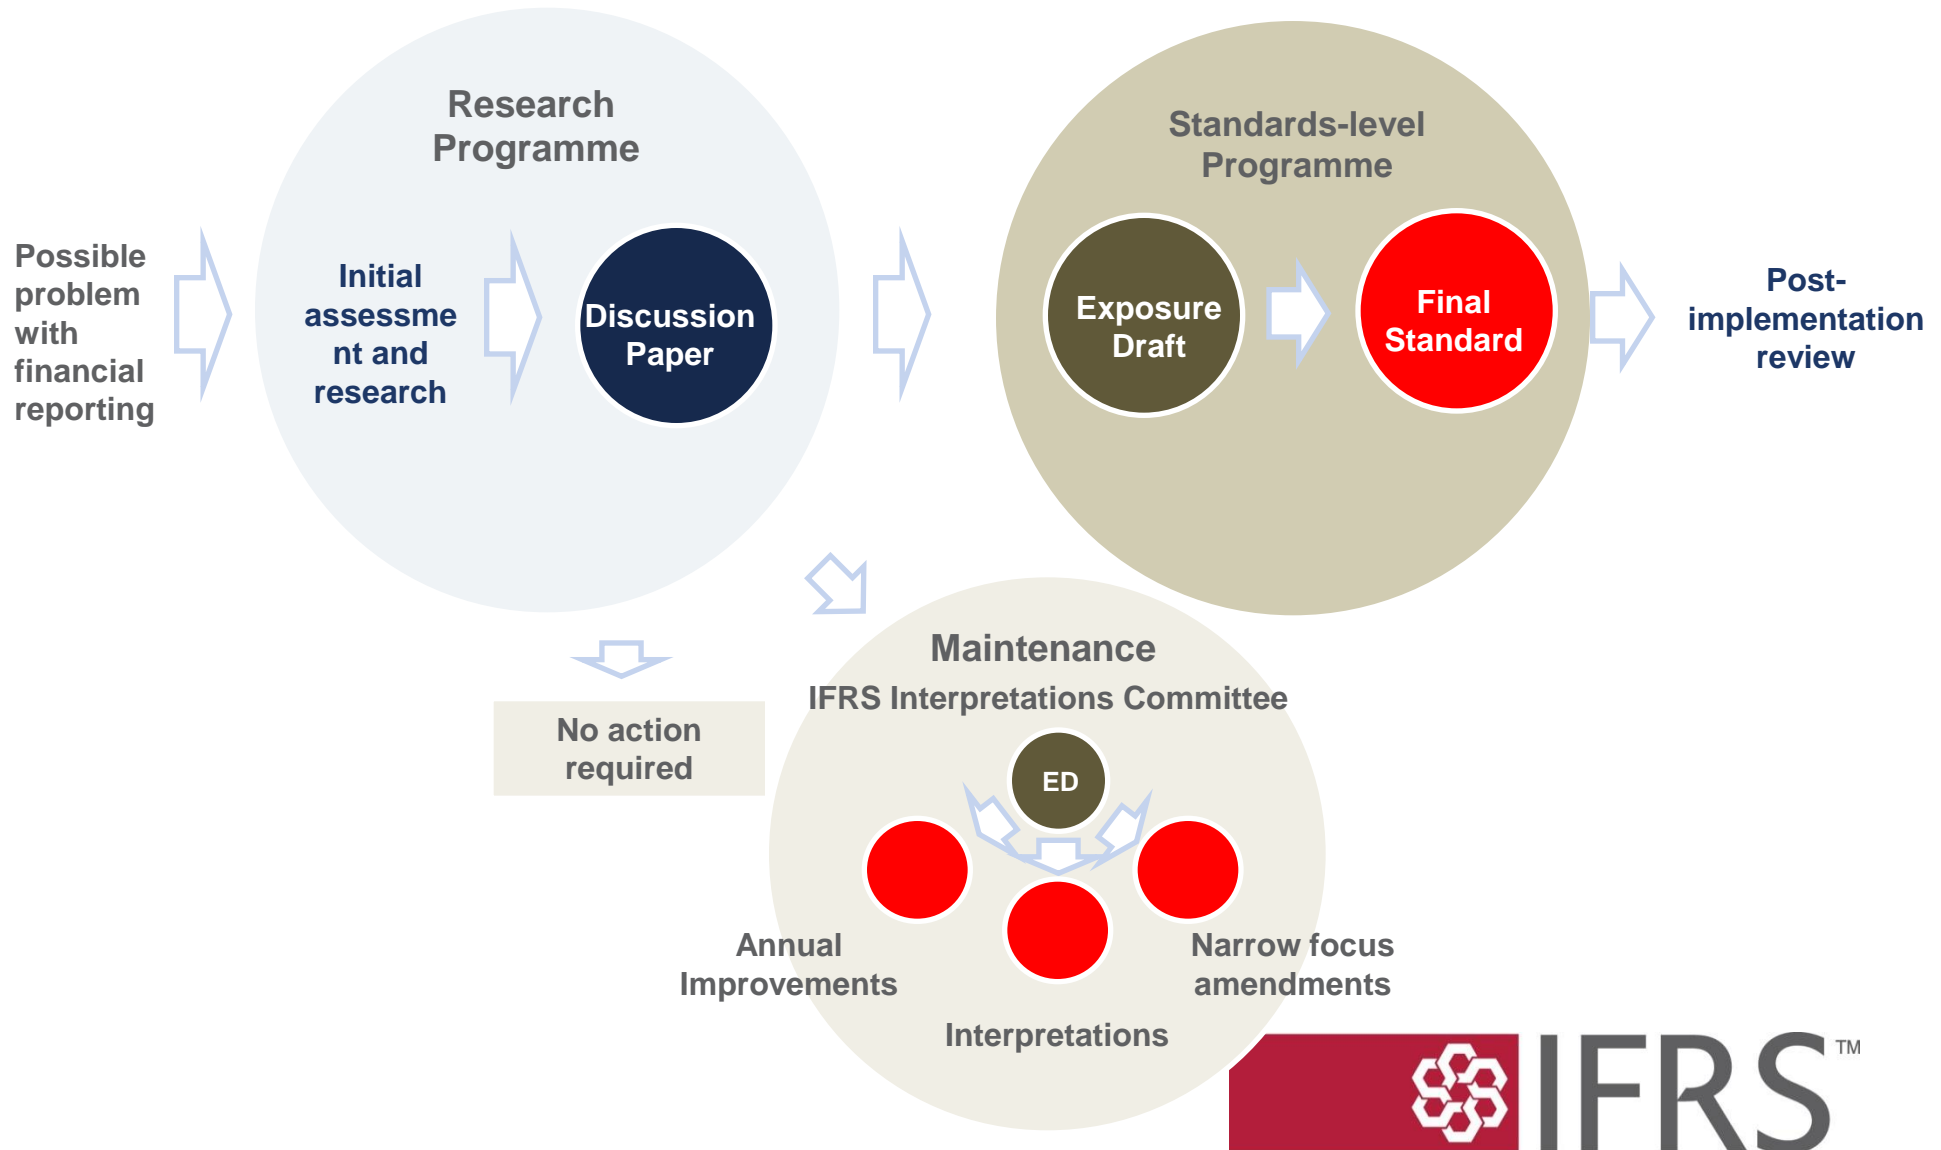 Research
Programme
Standards-level
Programme
Possible
problem
with
financial
reporting
Initial
assessme
nt and
research
Discussion
Paper
Exposure
Draft
Final
Standard
Post-
implementation
review
Maintenance
IFRS Interpretations Committee
No action
required
ED
Annual
Improvements
Narrow focus
amendments
Interpretations
IFRS™